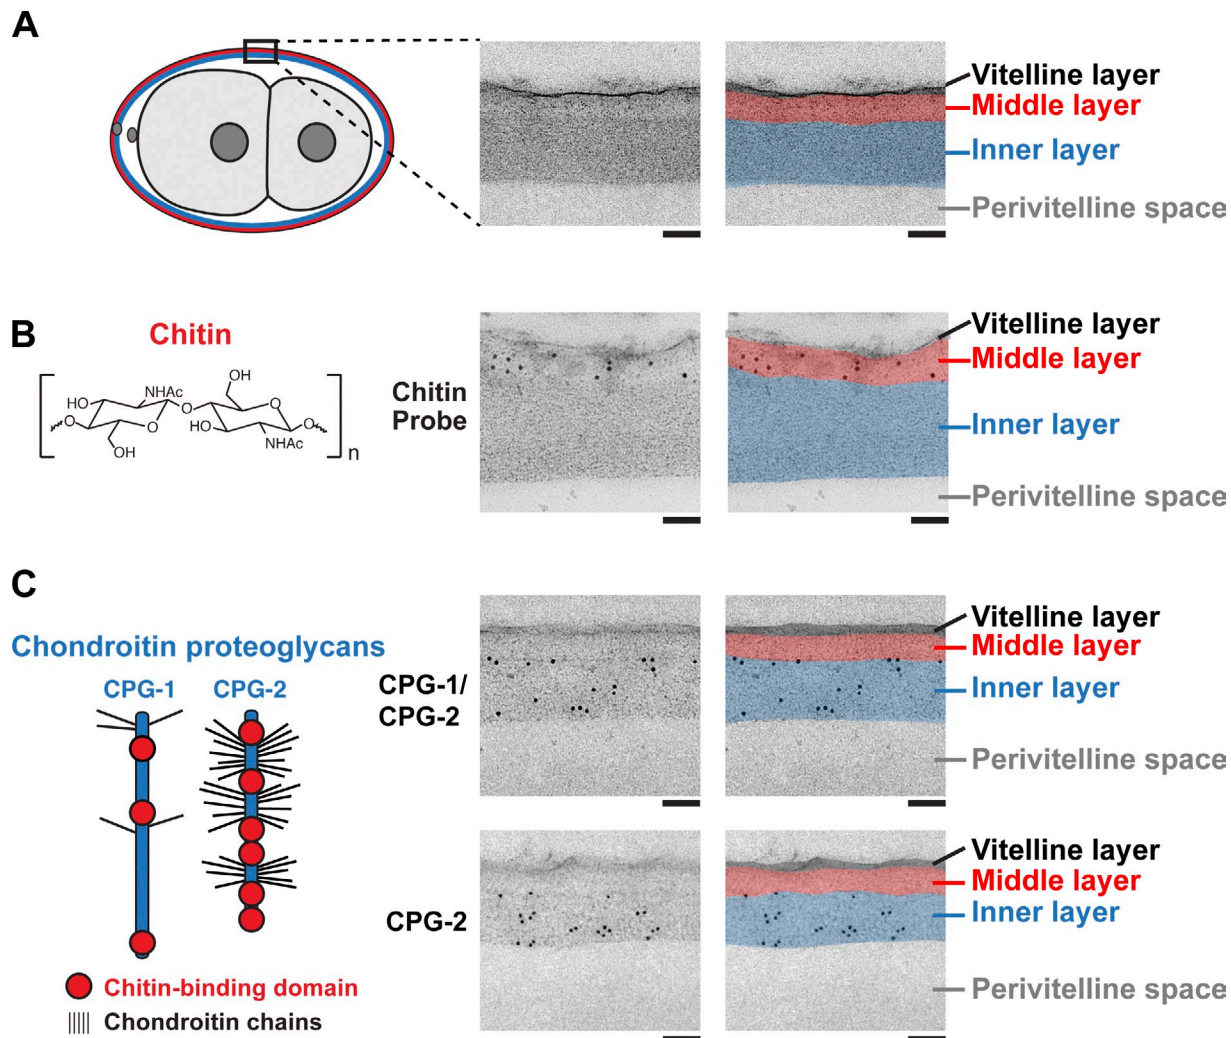 A
Vitelline layer
Middle layer
Inner layer
Perivitelline space
B
Chitin
NHAc
OH
HO
O
O
O
O
HO
O
OH
NHAc
n
Chitin
Probe
Vitelline layer
Middle layer
Inner layer
Perivitelline space
C
Chondroitin proteoglycans
CPG-1
CPG-2
Chitin-binding domain
Chondroitin chains
CPG-1/
CPG-2
Vitelline layer
Middle layer
Inner layer
Perivitelline space
CPG-2
Vitelline layer
Middle layer
Inner layer
Perivitelline space